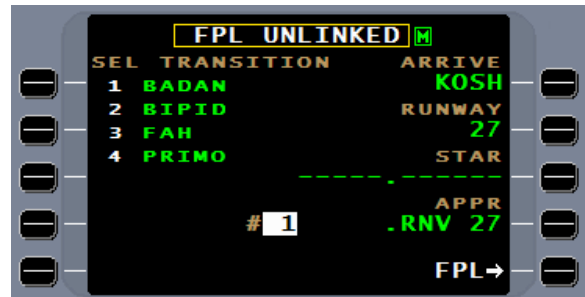 FPL UNLINKED M
SEL TRANSITION ARRIVE
1 BADAN KOSH
2 BIPID RUNWAY
3 FAH 27
4 PRIMO STAR
-----.------
APPR
# 1 .RNV 27
FPL→